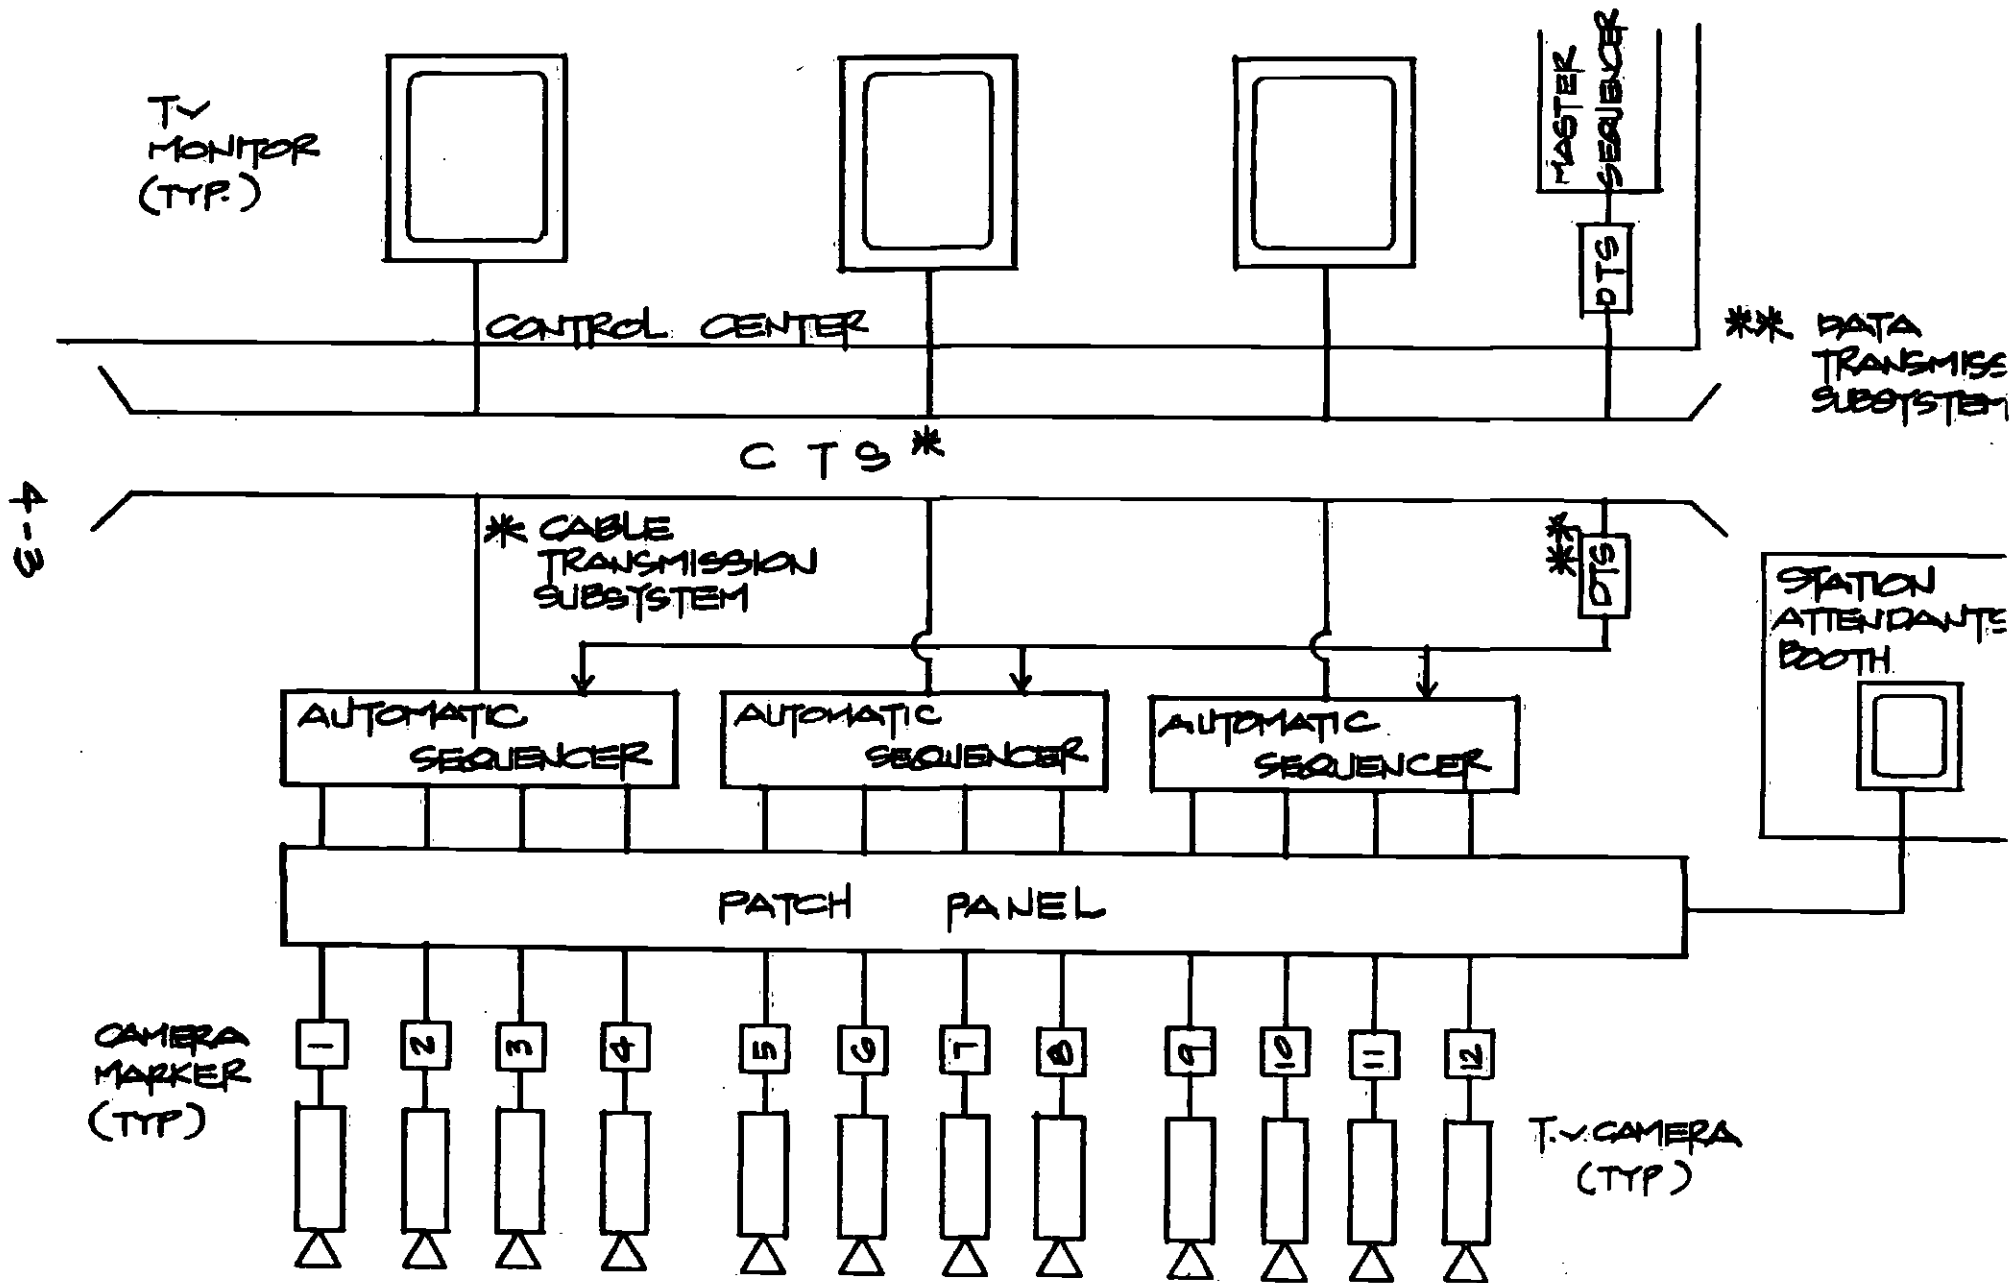 TV
MONITOR
(TYP.)
MASTER
SEQUENCER
DTS
CONTROL CENTER
** DATA
TRANSMISS
SUBSYSTEM
CTS *
4-3
* CABLE
TRANSMISSION
SUBSYSTEM
**
DTS
STATION
ATTENDANTS
BOOTH
AUTOMATIC
SEQUENCER
AUTOMATIC
SEQUENCER
AUTOMATIC
SEQUENCER
PATCH PANEL
CAMERA
MARKER
(TYP)
1 2 3 4 5 6 7 8 9 10 11 12
T.V. CAMERA
(TYP)